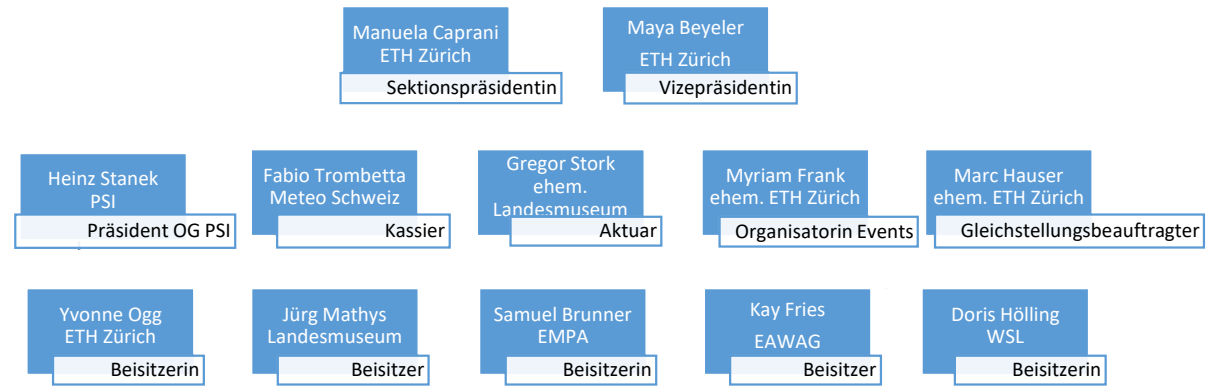 Manuela Caprani
ETH Zürich
Sektionspräsidentin
Maya Beyeler
ETH Zürich
Vizepräsidentin
Heinz Stanek
PSI
Präsident OG PSI
Fabio Trombetta
Meteo Schweiz
Kassier
Gregor Stork
ehem.
Landesmuseum
Aktuar
Myriam Frank
ehem. ETH Zürich
Organisatorin Events
Marc Hauser
ehem. ETH Zürich
Gleichstellungsbeauftragter
Yvonne Ogg
ETH Zürich
Beisitzerin
Jürg Mathys
Landesmuseum
Beisitzer
Samuel Brunner
EMPA
Beisitzerin
Kay Fries
EAWAG
Beisitzer
Doris Hölling
WSL
Beisitzerin